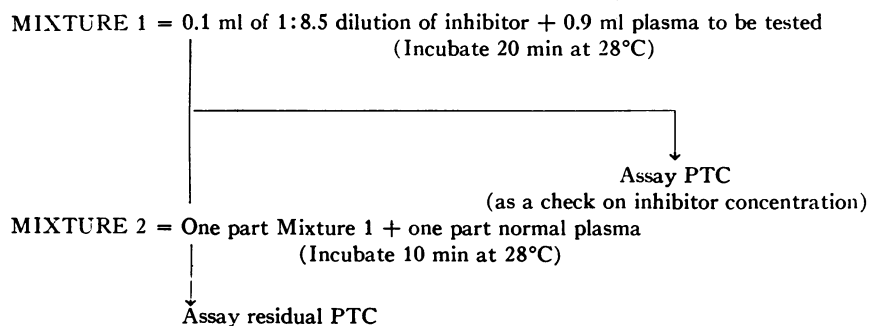 MIXTURE 1 = 0.1 ml of 1:8.5 dilution of inhibitor + 0.9 ml plasma to be tested
(Incubate 20 min at 28°C)
Assay PTC
(as a check on inhibitor concentration)
MIXTURE 2 = One part Mixture 1 + one part normal plasma
(Incubate 10 min at 28°C)
Assay residual PTC